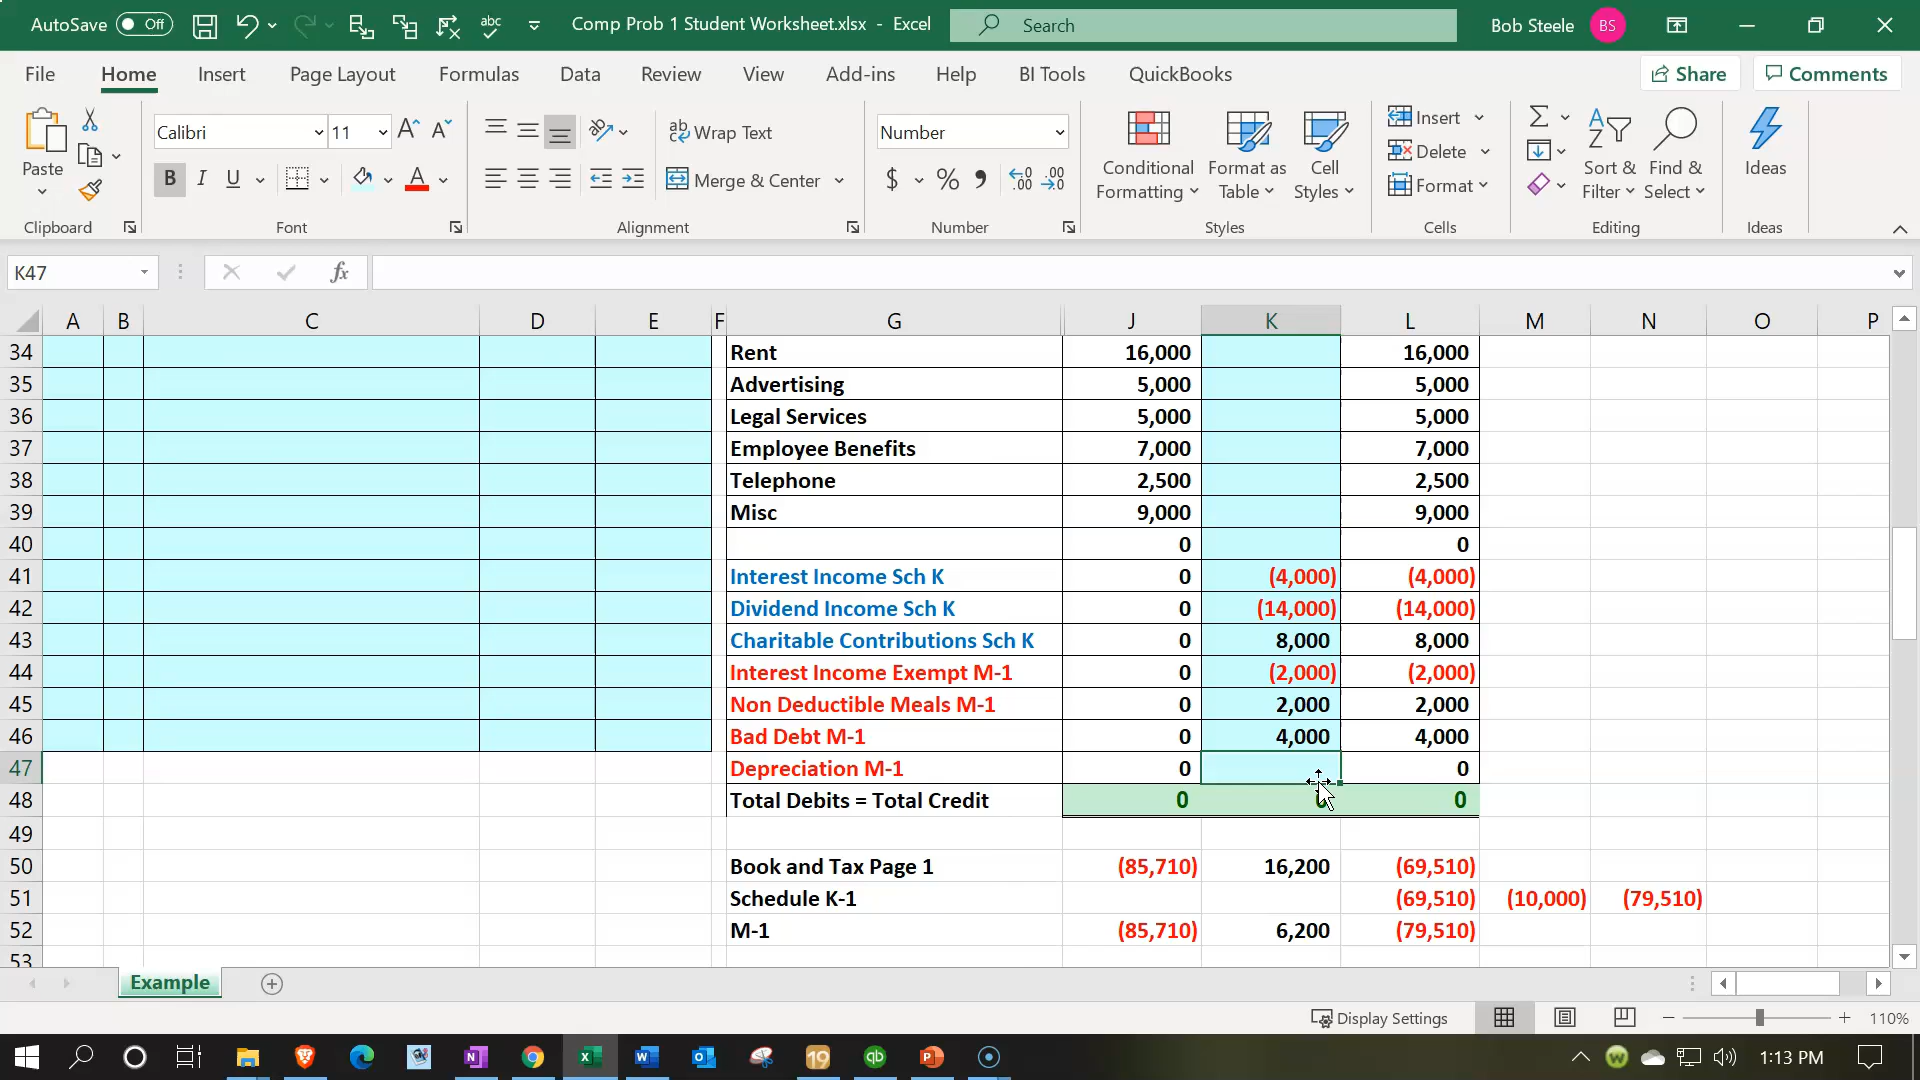 AutoSave Off Comp Prob 1 Student Worksheet.xlsx - Excel Search Bob Steele BS
File Home Insert Page Layout Formulas Data Review View Add-ins Help BI Tools QuickBooks Share Comments
Calibri 11 Wrap Text Number Insert
Paste Merge & Center Conditional Formatting Format as Table Cell Styles Delete Format Sort & Filter Find & Select Ideas
Clipboard Font Alignment Number Styles Cells Editing Ideas
K47 fx
A B C D E F G J K L M N O P
34 Rent 16,000 16,000
35 Advertising 5,000 5,000
36 Legal Services 5,000 5,000
37 Employee Benefits 7,000 7,000
38 Telephone 2,500 2,500
39 Misc 9,000 9,000
40 0 0
41 Interest Income Sch K 0 (4,000) (4,000)
42 Dividend Income Sch K 0 (14,000) (14,000)
43 Charitable Contributions Sch K 0 8,000 8,000
44 Interest Income Exempt M-1 0 (2,000) (2,000)
45 Non Deductible Meals M-1 0 2,000 2,000
46 Bad Debt M-1 0 4,000 4,000
47 Depreciation M-1 0 0
48 Total Debits = Total Credit 0 0 0
49
50 Book and Tax Page 1 (85,710) 16,200 (69,510)
51 Schedule K-1 (69,510) (10,000) (79,510)
52 M-1 (85,710) 6,200 (79,510)
53
Example
Display Settings 110%
1:13 PM